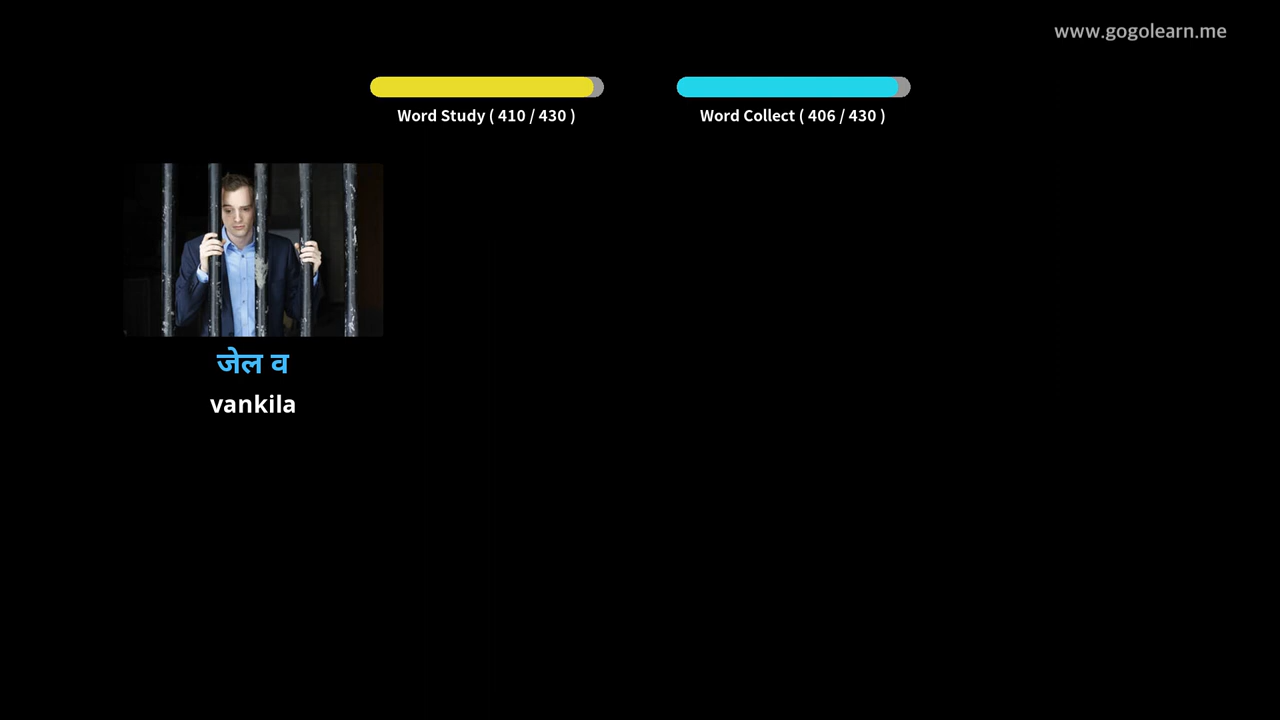 www.gogolearn.me
Word Study ( 410 / 430 )
Word Collect ( 406 / 430 )
जेल व
vankila